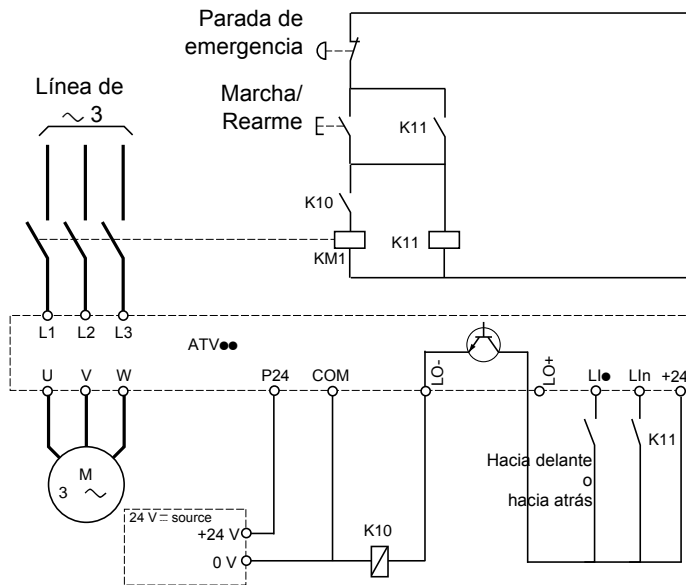 Parada de
emergencia
Línea de
∼ 3
Marcha/
Rearme
K11
K10
KM1
K11
L1 L2 L3
ATV●●
U V W
P24 COM
LO-
LO+
LI● LIn +24
K11
Hacia delante
o
hacia atrás
M
3 ∼
24 V ⎓ source
+24 V
0 V
K10